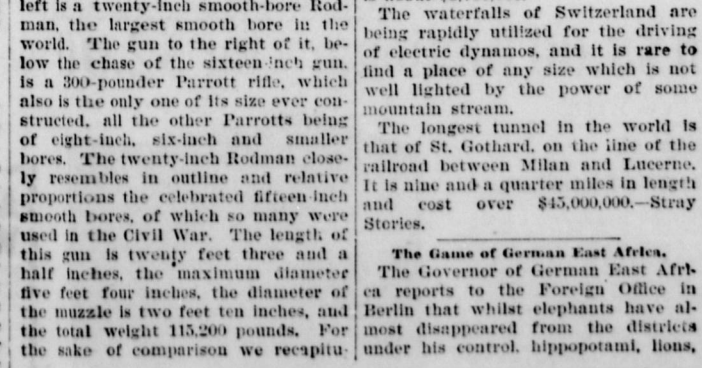 left is a twenty-inch smooth-bore Rod-
man, the largest smooth bore in the
world. The gun to the right of it, be-
low the chase of the sixteen-inch gun,
is a 300-pounder Parrott rifle, which
also is the only one of its size ever con-
structed, all the other Parrotts being
of eight-inch, six-inch and smaller
bores. The twenty-inch Rodman close-
ly resembles in outline and relative
proportions the celebrated fifteen-inch
smooth bores, of which so many were
used in the Civil War. The length of
this gun is twenty feet three and a
half inches, the maximum diameter
five feet four inches, the diameter of
the muzzle is two feet ten inches, and
the total weight 115,200 pounds. For
the sake of comparison we recapitu-
The waterfalls of Switzerland are
being rapidly utilized for the driving
of electric dynamos, and it is rare to
find a place of any size which is not
well lighted by the power of some
mountain stream.
The longest tunnel in the world is
that of St. Gothard, on the line of the
railroad between Milan and Lucerne.
It is nine and a quarter miles in length
and cost over $45,000,000.—Stray
Stories.
The Game of German East Africa.
The Governor of German East Afri-
ca reports to the Foreign Office in
Berlin that whilst elephants have al-
most disappeared from the districts
under his control, hippopotami, lions,